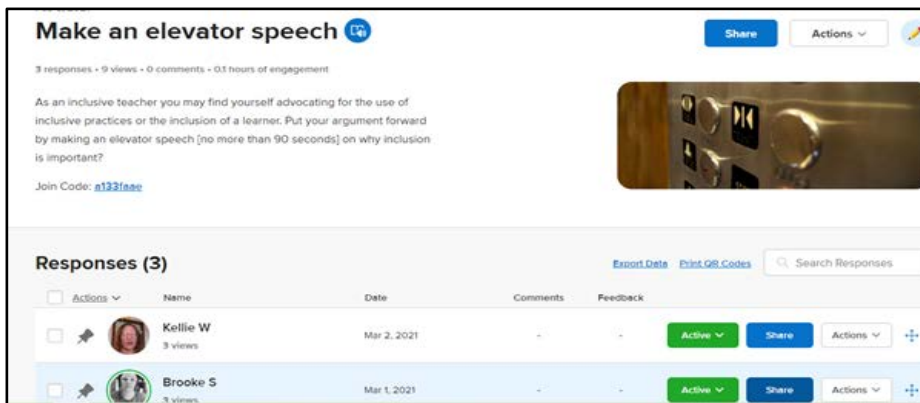 Make an elevator speech
Share
Actions
3 responses • 9 views • 0 comments • 0.1 hours of engagement
As an inclusive teacher you may find yourself advocating for the use of
inclusive practices or the inclusion of a learner. Put your argument forward
by making an elevator speech [no more than 90 seconds] on why inclusion
is important?
Join Code: a133faae
Responses (3)
Export Data Print QR Codes Search Responses
Actions Name Date Comments Feedback
Kellie W
3 views
Mar 2, 2021 - - Active Share Actions
Brooke S
3 views
Mar 1, 2021 - - Active Share Actions